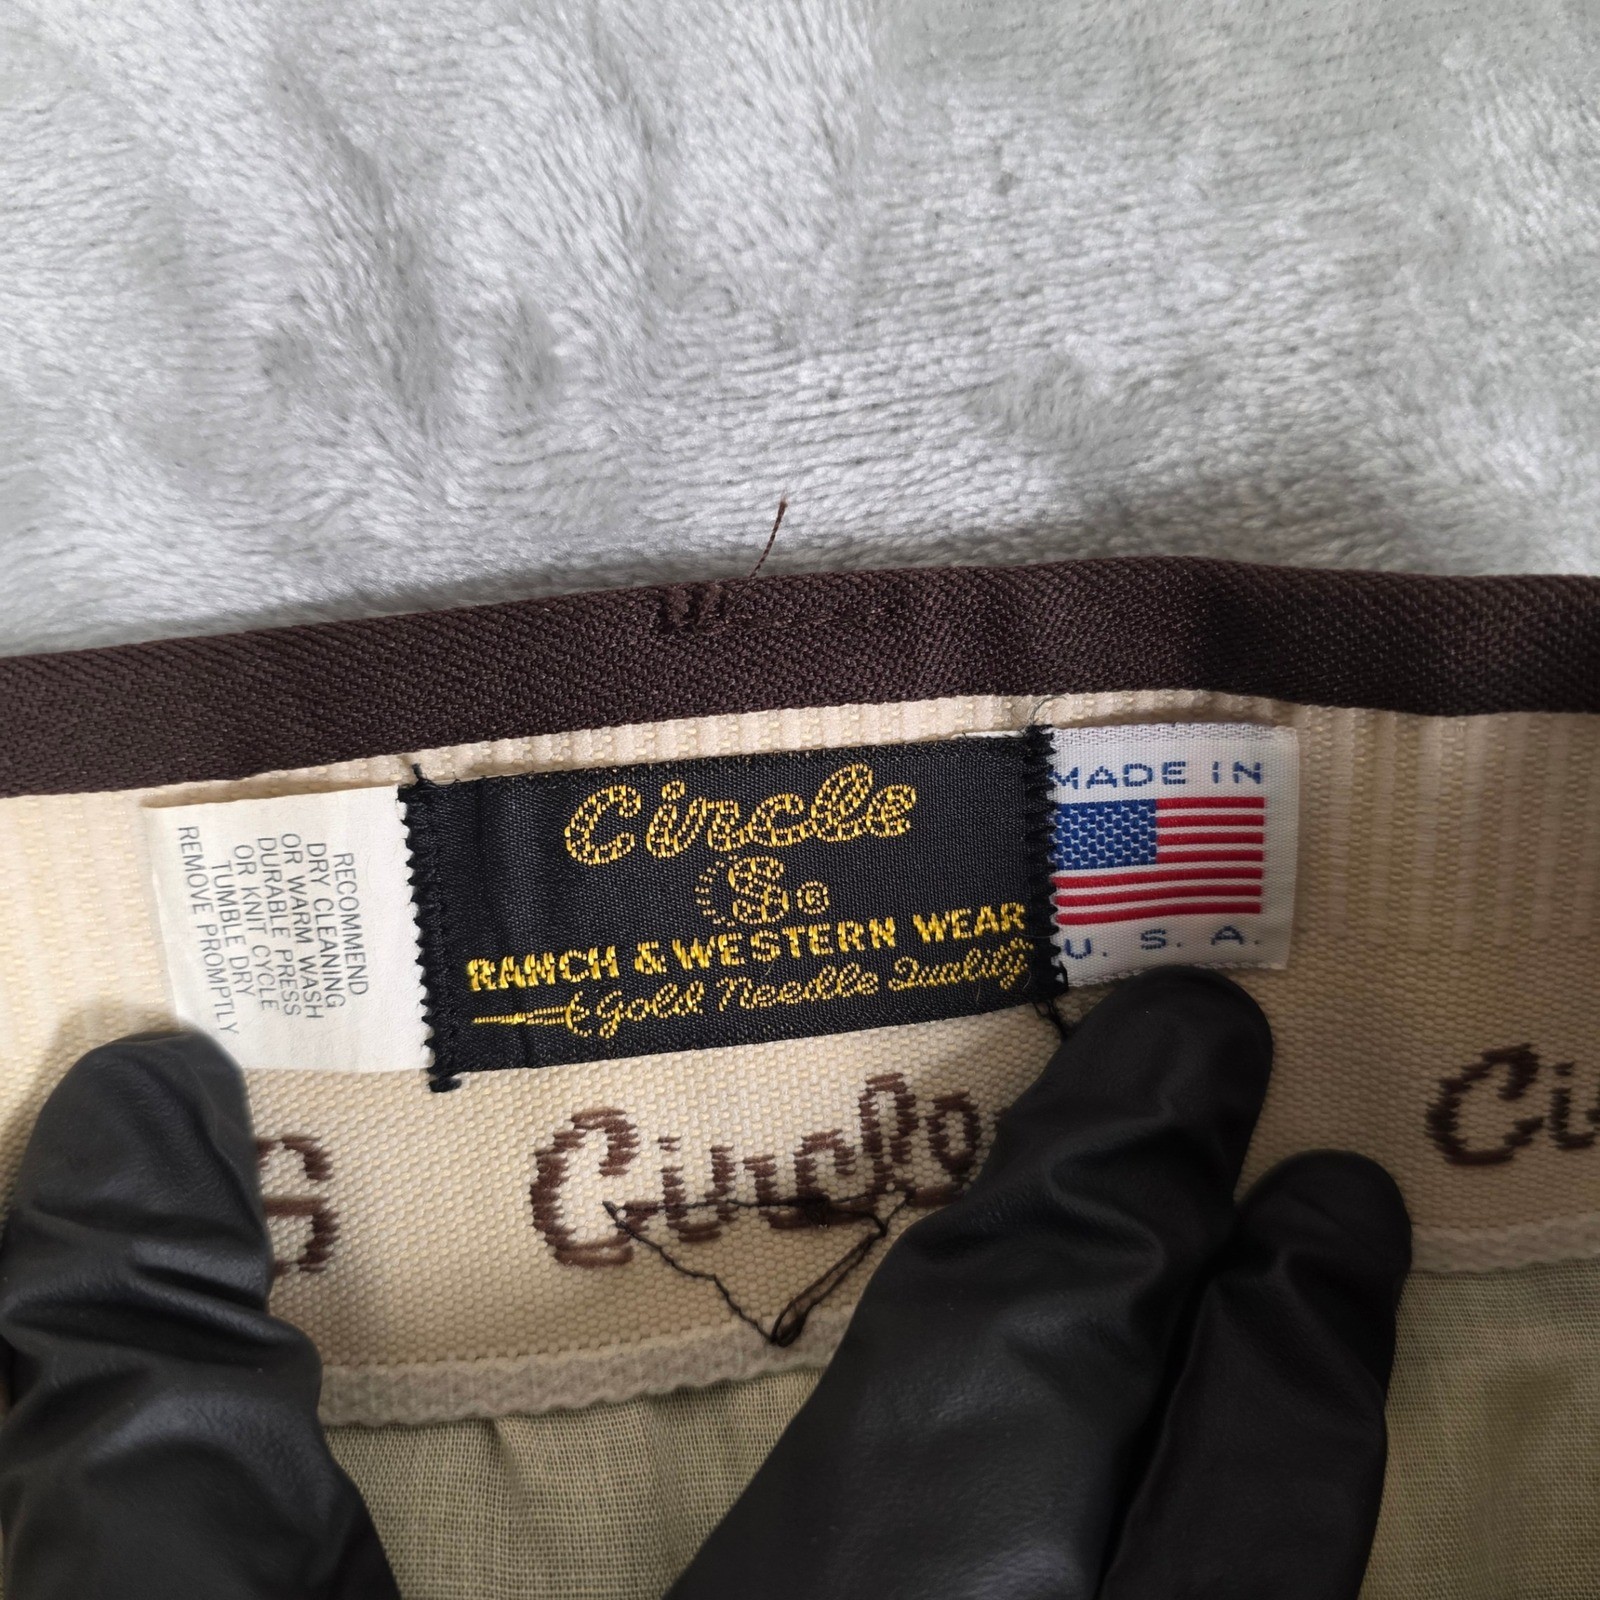 RECOMMEND
DRY CLEANING
OR WARM WASH
DURABLE PRESS
OR KNIT CYCLE
TUMBLE DRY
REMOVE PROMPTLY
Circle
S ®
RANCH & WESTERN WEAR
Gold Needle Quality
MADE IN
U. S. A.
S
Circle
Ci